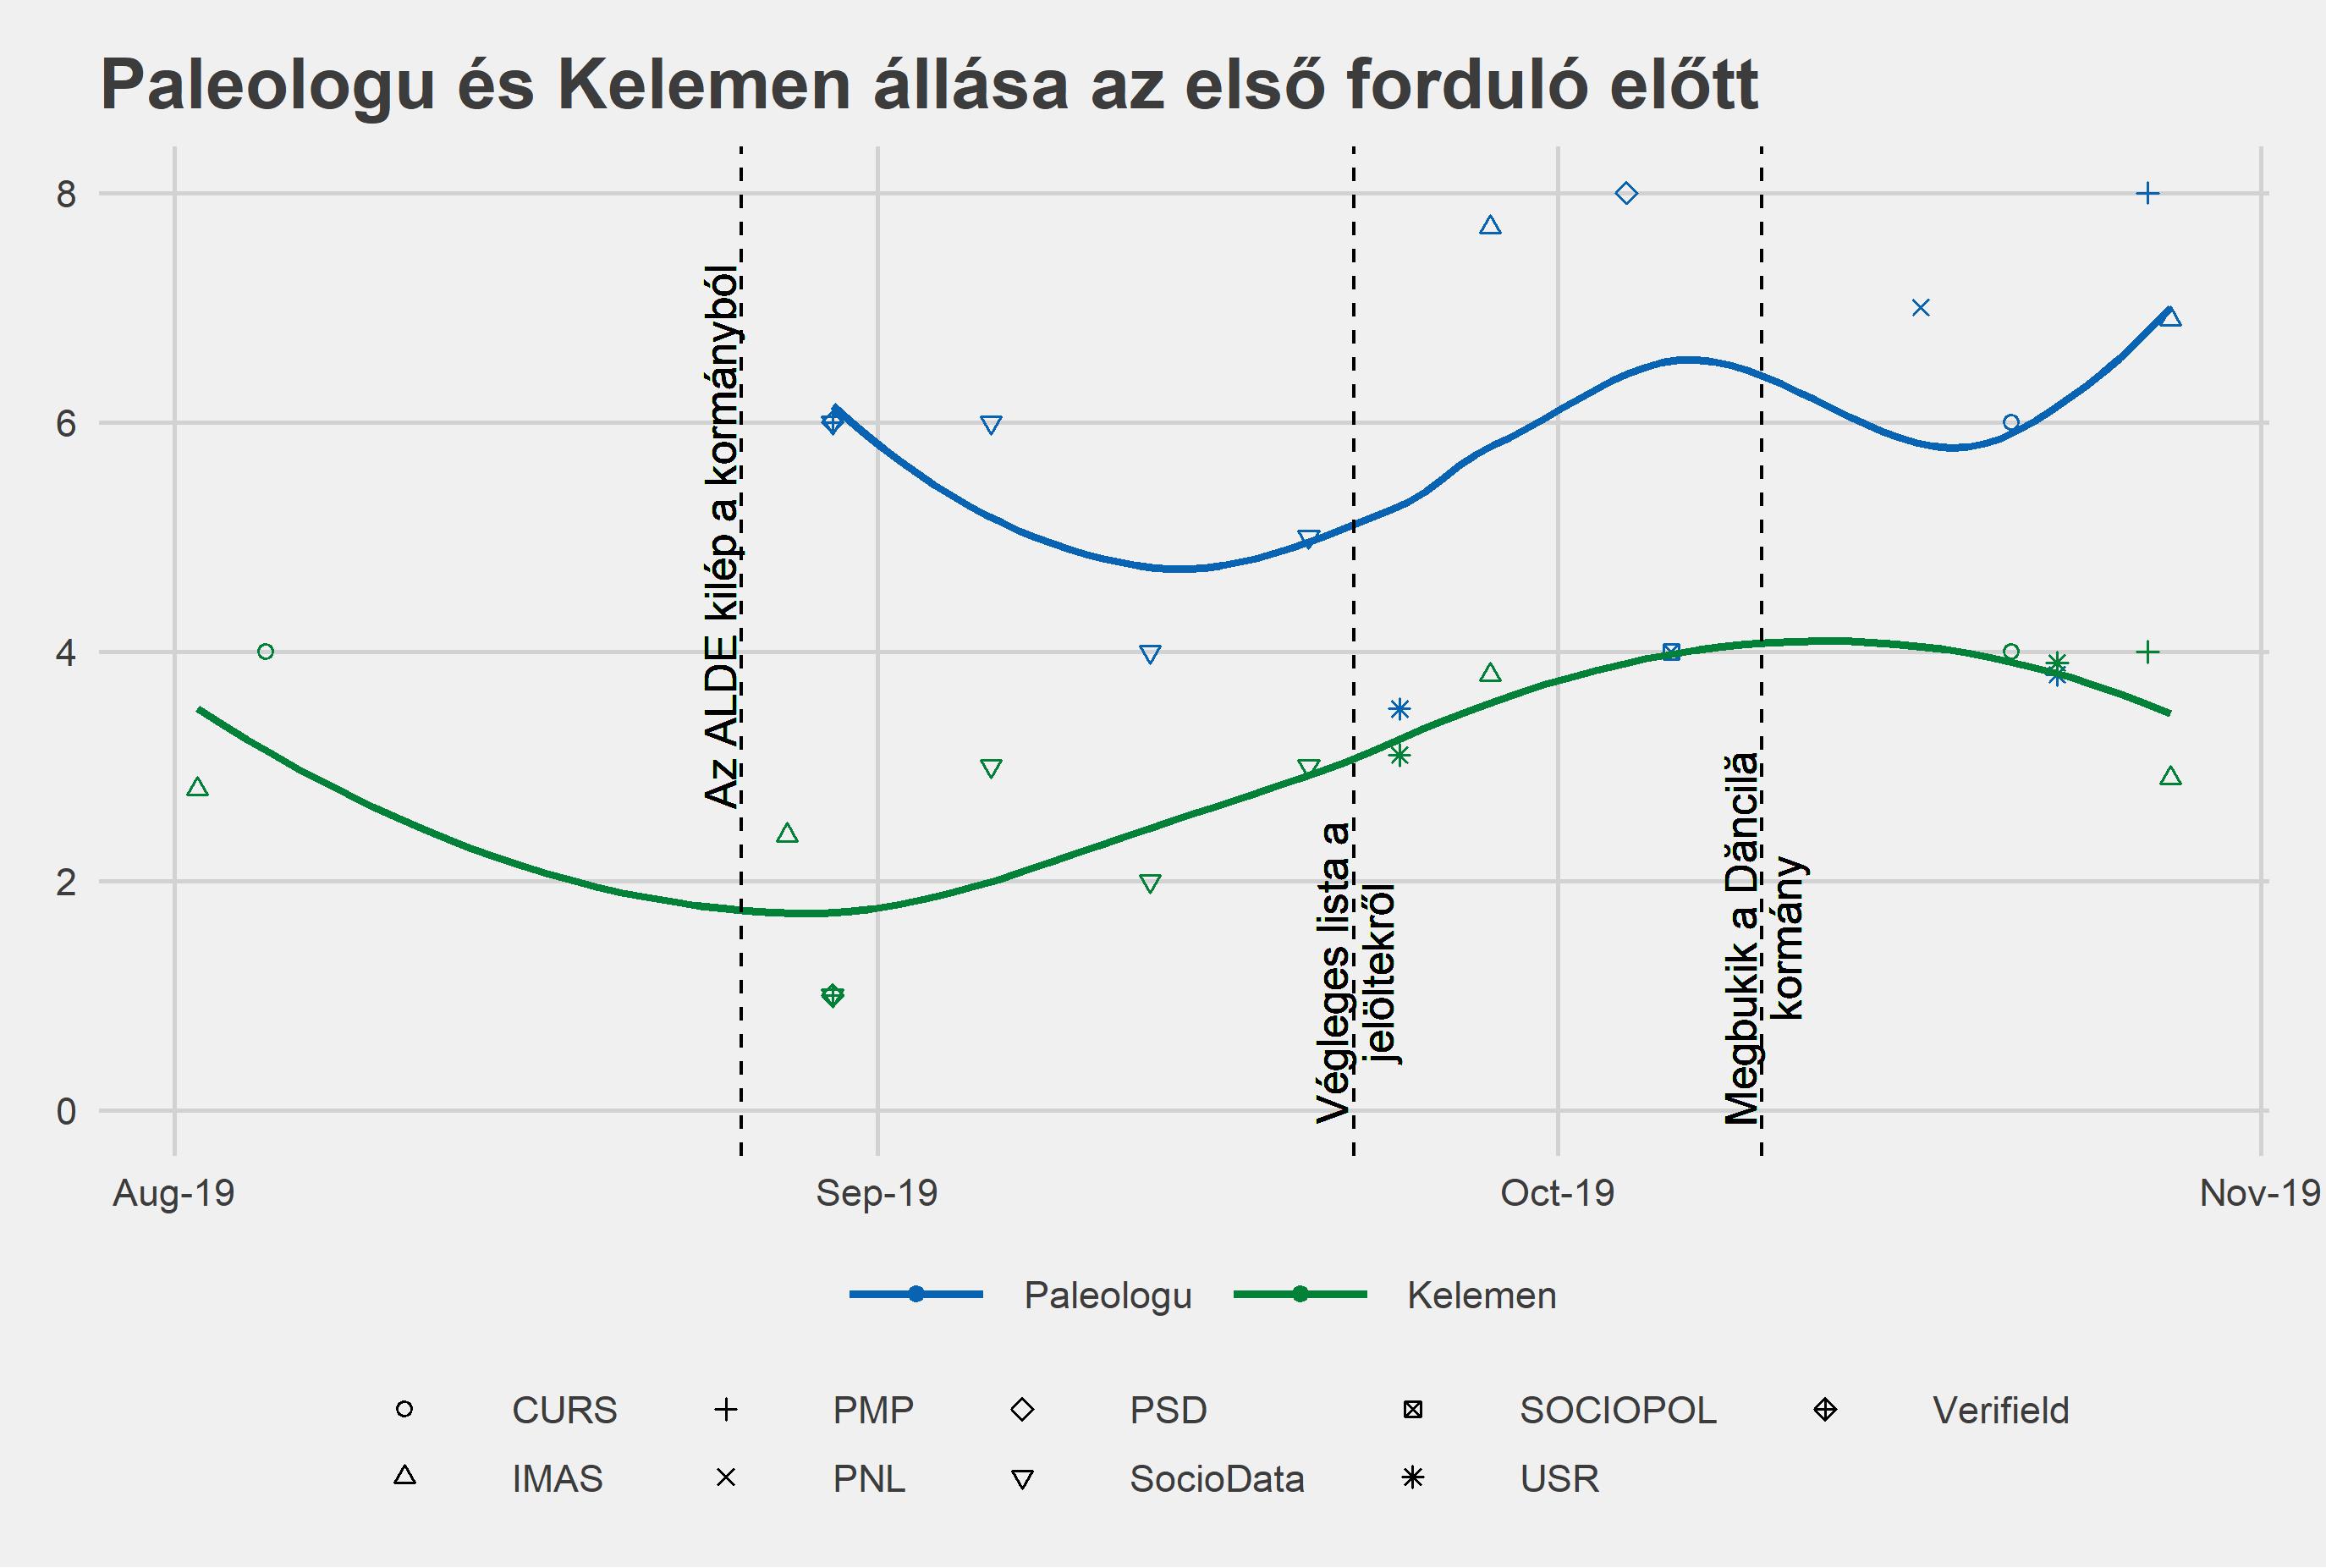 Paleologu és Kelemen állása az első forduló előtt
8
6
4
2
0
Az ALDE kilép a kormányból
Végleges lista a
jelöltekről
Megbukik a Dăncilă
kormány
Aug-19
Sep-19
Oct-19
Nov-19
Paleologu
Kelemen
CURS
PMP
PSD
SOCIOPOL
Verifield
IMAS
PNL
SocioData
USR